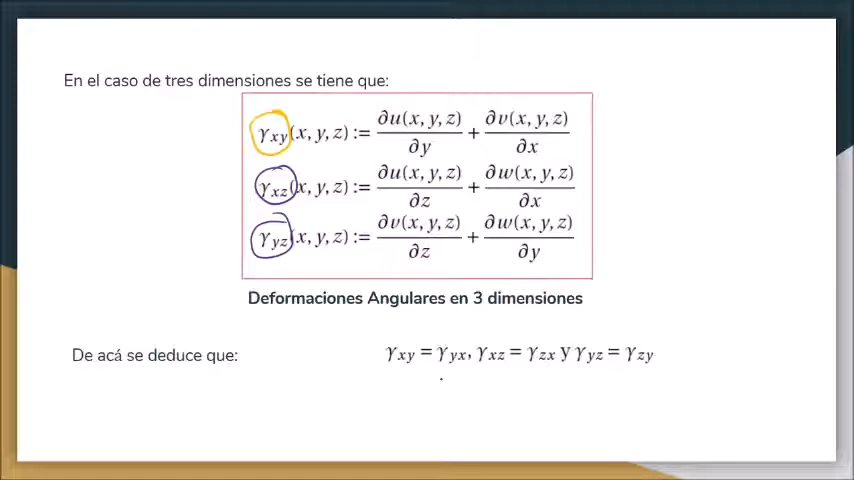 En el caso de tres dimensiones se tiene que:
γxy(x, y, z) := ∂u(x, y, z)/∂y + ∂v(x, y, z)/∂x
γxz(x, y, z) := ∂u(x, y, z)/∂z + ∂w(x, y, z)/∂x
γyz(x, y, z) := ∂v(x, y, z)/∂z + ∂w(x, y, z)/∂y
Deformaciones Angulares en 3 dimensiones
De acá se deduce que: γxy = γyx, γxz = γzx y γyz = γzy